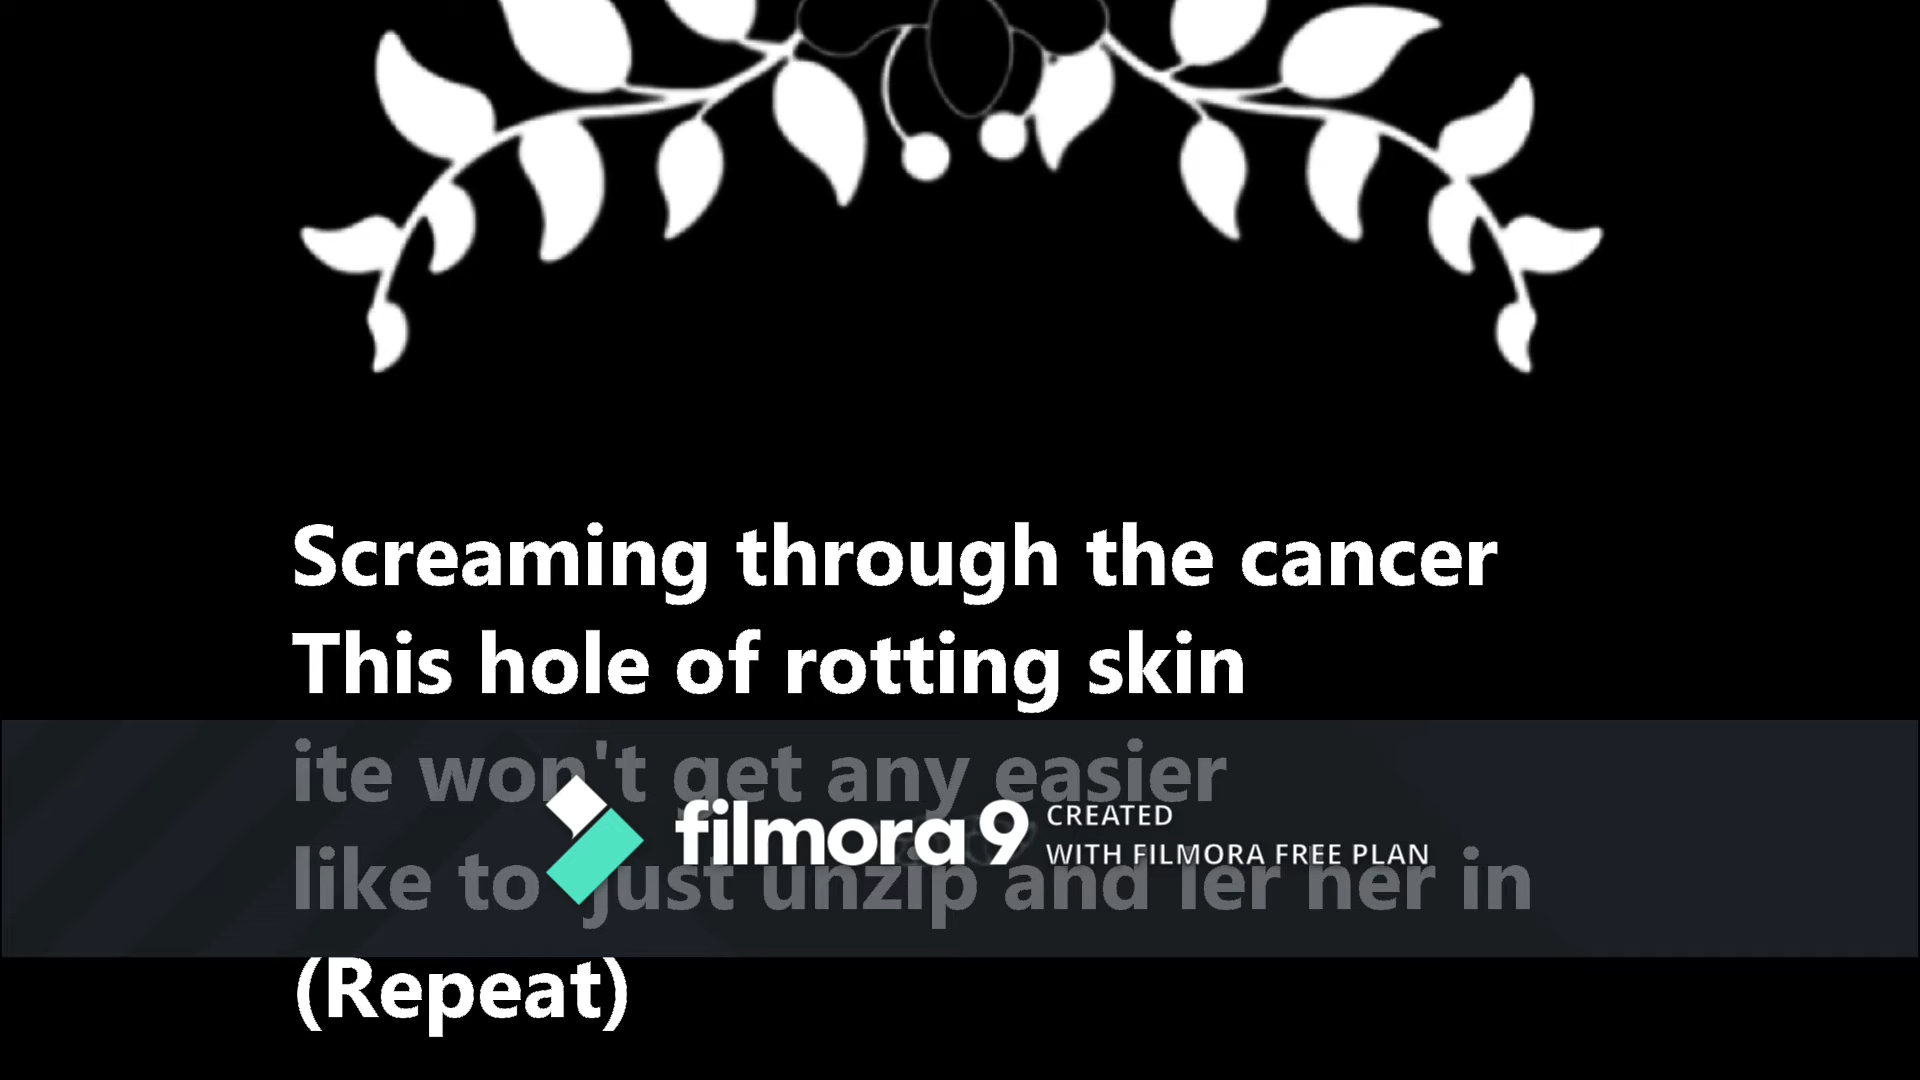 Screaming through the cancer
This hole of rotting skin
ite won't get any easier
filmora9 CREATED
WITH FILMORA FREE PLAN
like to just unzip and ler her in
(Repeat)